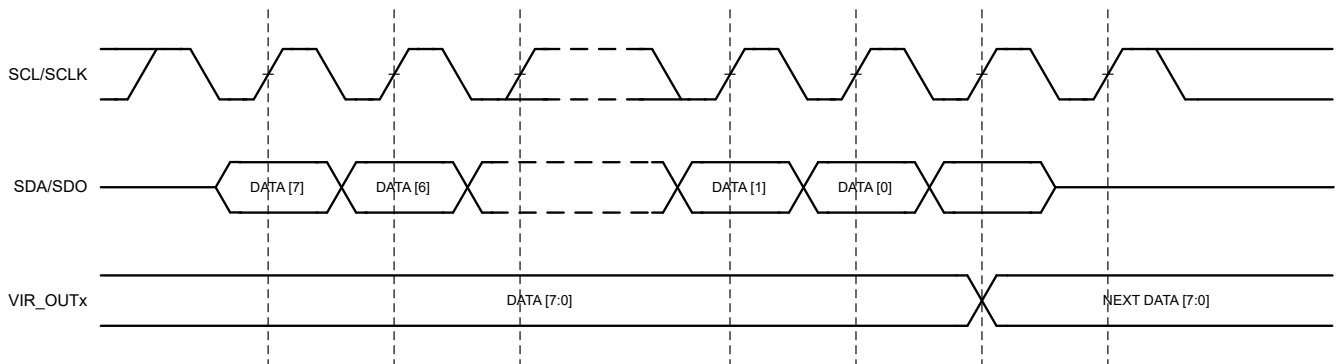 SCL/SCLK
SDA/SDO
DATA [7]
DATA [6]
DATA [1]
DATA [0]
VIR_OUTx
DATA [7:0]
NEXT DATA [7:0]